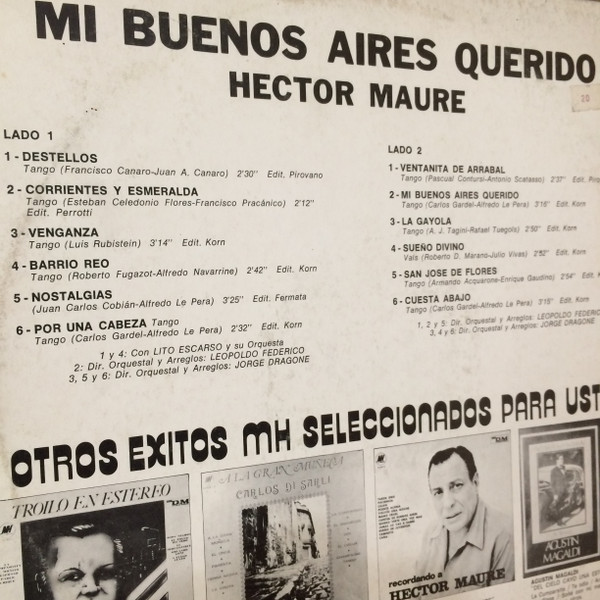 MI BUENOS AIRES QUERIDO
HECTOR MAURE
20
LADO 1
1 - DESTELLOS
Tango (Francisco Canaro-Juan A. Canaro) 2'30" Edit. Pirovano
2 - CORRIENTES Y ESMERALDA
Tango (Esteban Celedonio Flores-Francisco Pracánico) 2'12"
Edit. Perrotti
3 - VENGANZA
Tango (Luis Rubistein) 3'14" Edit. Korn
4 - BARRIO REO
Tango (Roberto Fugazot-Alfredo Navarrine) 2'42" Edit. Korn
5 - NOSTALGIAS
(Juan Carlos Cobián-Alfredo Le Pera) 3'25" Edit. Fermata
6 - POR UNA CABEZA Tango
Tango (Carlos Gardel-Alfredo Le Pera) 2'32" Edit. Korn
1 y 4: Con LITO ESCARSO y su Orquesta
2: Dir. Orquestal y Arreglos: LEOPOLDO FEDERICO
3, 5 y 6: Dir. Orquestal y Arreglos: JORGE DRAGONE
LADO 2
1 - VENTANITA DE ARRABAL
Tango (Pascual Contursi-Antonio Scatasso) 2'37" Edit. Piro
2 - MI BUENOS AIRES QUERIDO
Tango (Carlos Gardel-Alfredo Le Pera) 3'16" Edit. Korn
3 - LA GAYOLA
Tango (A. J. Tagini-Rafael Tuegols) 2'50" Edit. Korn
4 - SUEÑO DIVINO
Vals (Roberto D. Marano-Julio Vivas) Edit. Korn
5 - SAN JOSE DE FLORES
Tango (Armando Acquarone-Enrique Gaudino) 2'54" Edit. K
6 - CUESTA ABAJO
Tango (Carlos Gardel-Alfredo Le Pera) 3'15" Edit. Korn
1, 2 y 5: Dir. Orquestal y Arreglos: LEOPOLDO FEDERIC
3, 4 y 6: Dir. Orquestal y Arreglos: JORGE DRAGONE
OTROS EXITOS MH SELECCIONADOS PARA UST
TROILO EN ESTEREO
A LA GRAN MUÑECA
CARLOS DI SARLI
DM
recordando a
HECTOR MAURE
AGUSTIN
MAGALDI
AGUSTIN MAGALDI